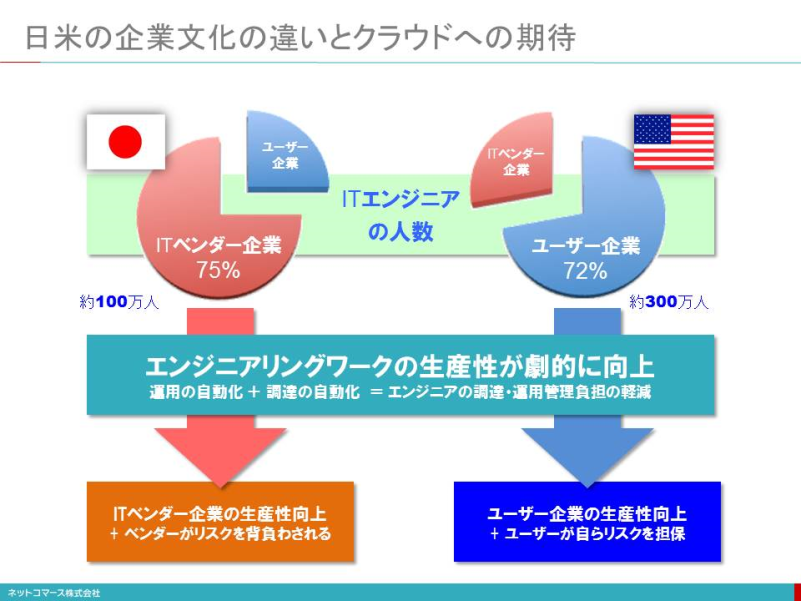 日米の企業文化の違いとクラウドへの期待
ユーザー
企業
ITベンダー
企業
ITエンジニア
の人数
ITベンダー企業
75%
ユーザー企業
72%
約100万人
約300万人
エンジニアリングワークの生産性が劇的に向上
運用の自動化 + 調達の自動化 = エンジニアの調達・運用管理負担の軽減
ITベンダー企業の生産性向上
+ ベンダーがリスクを背負わされる
ユーザー企業の生産性向上
+ ユーザーが自らリスクを担保
ネットコマース株式会社